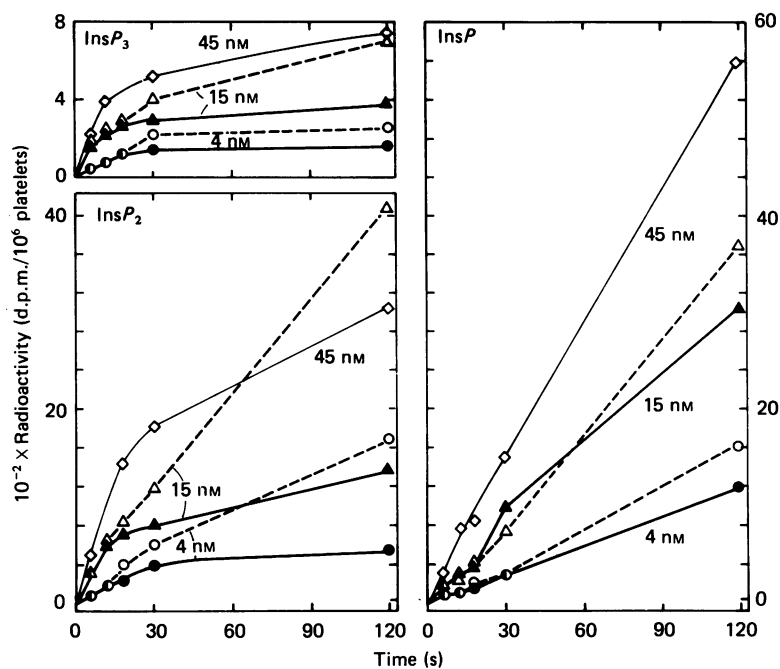 8
4
0
InsP₃
45 nM
15 nM
4 nM
40
20
0
InsP₂
45 nM
15 nM
4 nM
0 30 60 90 120
InsP
45 nM
15 nM
4 nM
60
40
20
0
0 30 60 90 120
10⁻² × Radioactivity (d.p.m./10⁶ platelets)
Time (s)